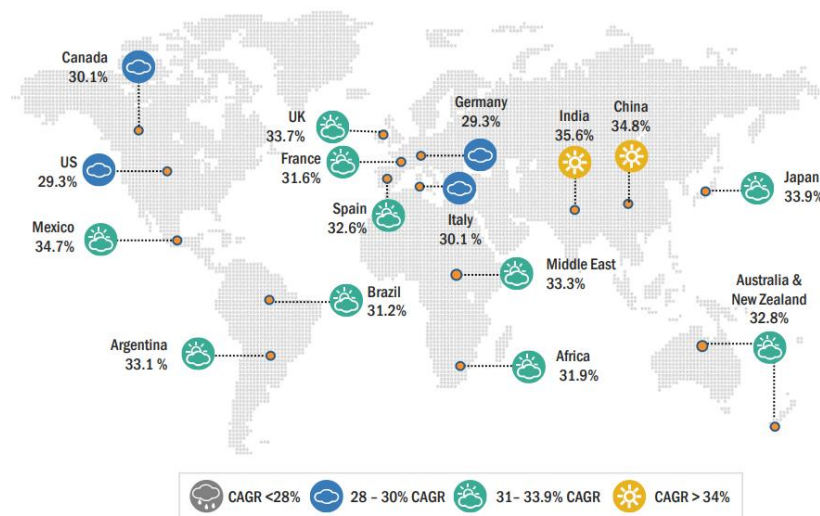 Canada
30.1%
US
29.3%
Mexico
34.7%
UK
33.7%
France
31.6%
Spain
32.6%
Germany
29.3%
Italy
30.1 %
India
35.6%
China
34.8%
Japan
33.9%
Middle East
33.3%
Brazil
31.2%
Argentina
33.1 %
Africa
31.9%
Australia &
New Zealand
32.8%
CAGR <28%
28 – 30% CAGR
31– 33.9% CAGR
CAGR > 34%